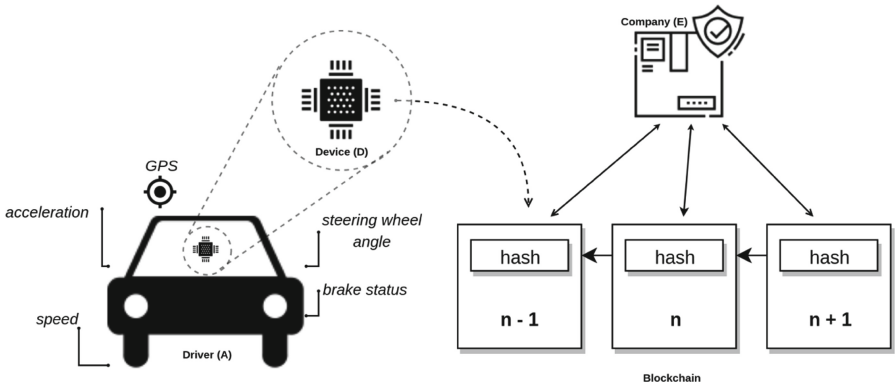 Company (E)
Device (D)
GPS
acceleration
steering wheel
angle
hash
hash
hash
brake status
speed
n - 1
n
n + 1
Driver (A)
Blockchain